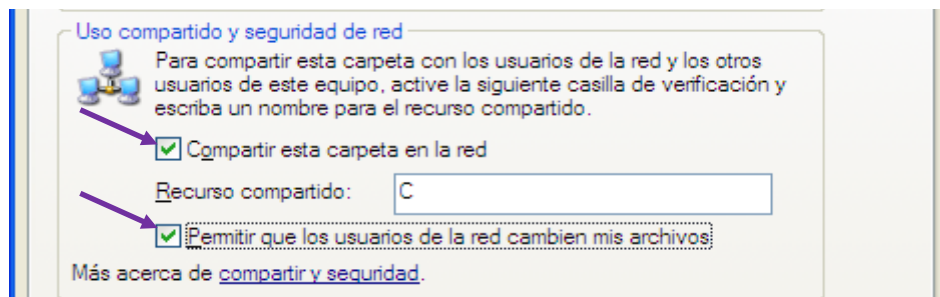 Uso compartido y seguridad de red
Para compartir esta carpeta con los usuarios de la red y los otros
usuarios de este equipo, active la siguiente casilla de verificación y
escriba un nombre para el recurso compartido.
Compartir esta carpeta en la red
Recurso compartido: C
Permitir que los usuarios de la red cambien mis archivos
Más acerca de compartir y seguridad.